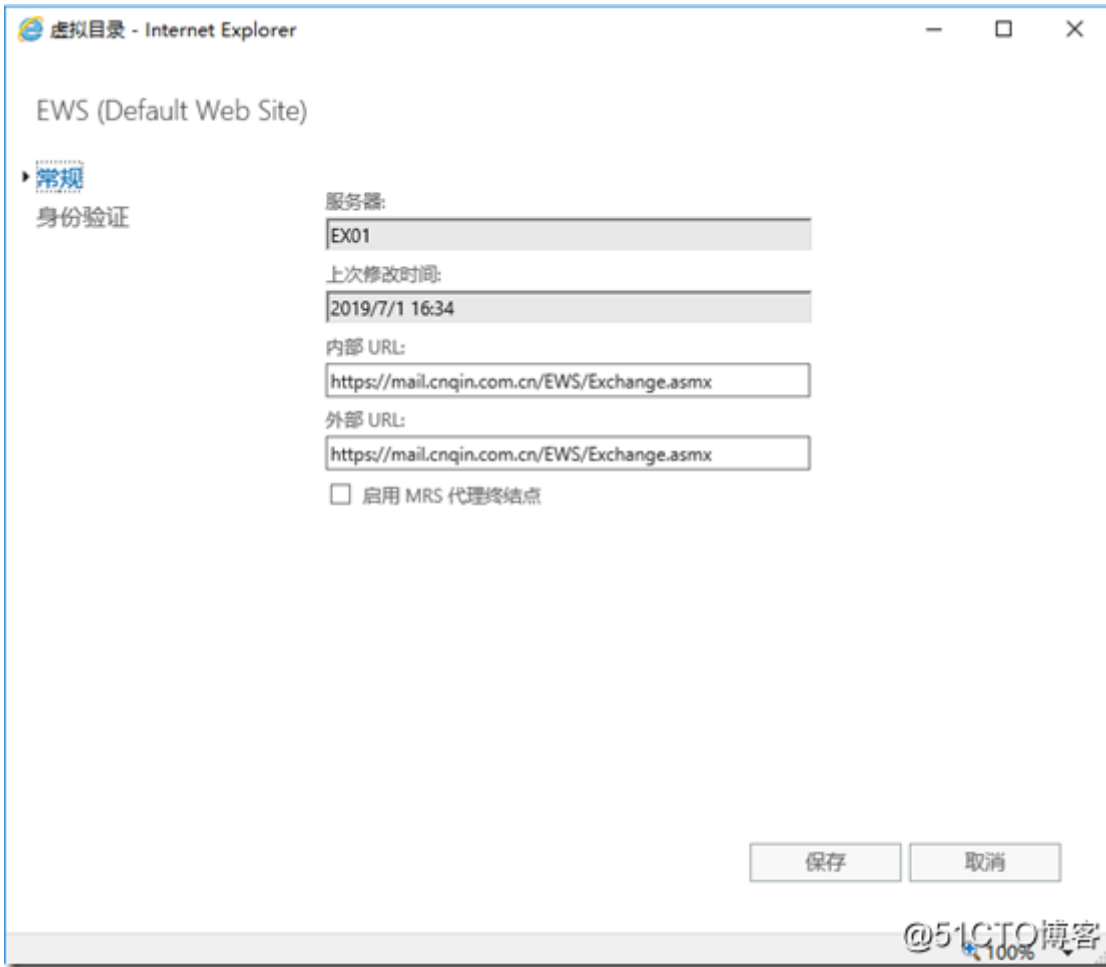 虚拟目录 - Internet Explorer
EWS (Default Web Site)
常规
身份验证
服务器:
EX01
上次修改时间:
2019/7/1 16:34
内部 URL:
https://mail.cnqin.com.cn/EWS/Exchange.asmx
外部 URL:
https://mail.cnqin.com.cn/EWS/Exchange.asmx
启用 MRS 代理终结点
保存 取消
@51CTO博客
100%